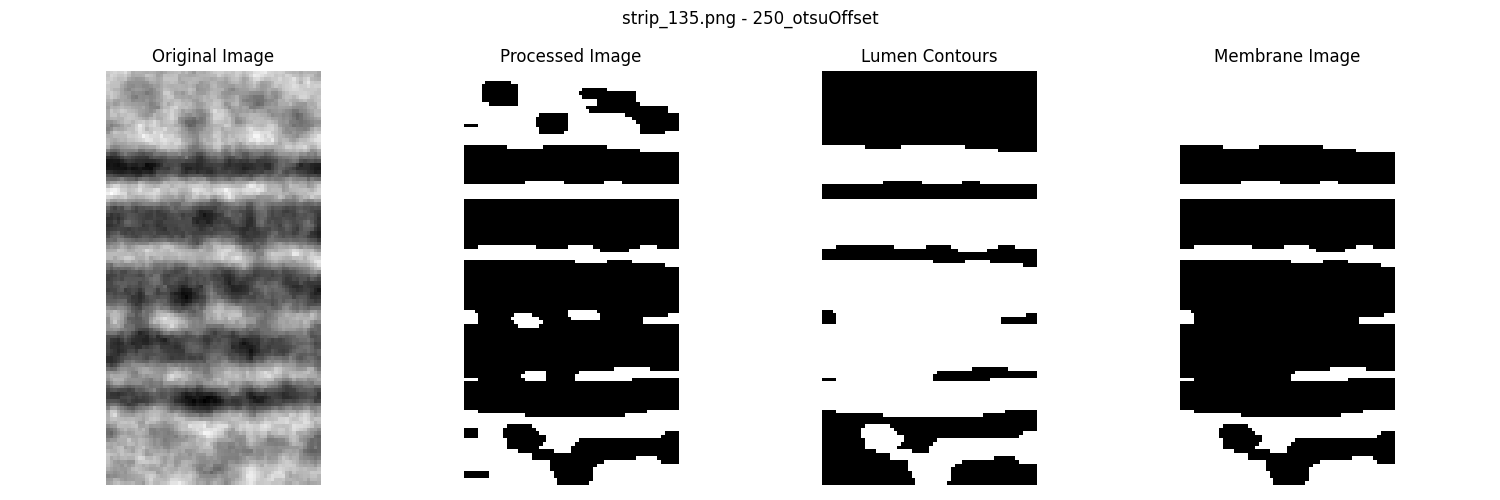 strip_135.png - 250_otsuOffset
Original Image
Processed Image
Lumen Contours
Membrane Image